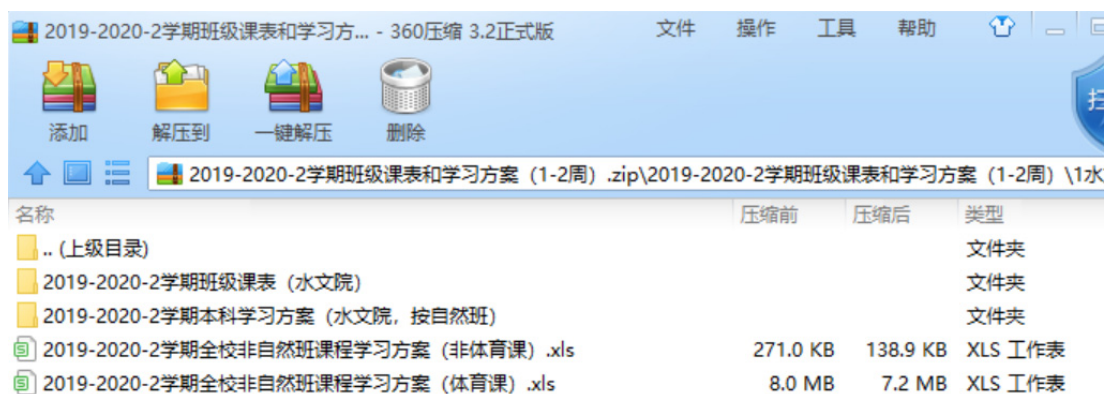 2019-2020-2学期班级课表和学习方... - 360压缩 3.2正式版 文件 操作 工具 帮助
添加 解压到 一键解压 删除 扫
2019-2020-2学期班级课表和学习方案（1-2周）.zip\2019-2020-2学期班级课表和学习方案（1-2周）\1水
名称 压缩前 压缩后 类型
.. (上级目录) 文件夹
2019-2020-2学期班级课表（水文院） 文件夹
2019-2020-2学期本科学习方案（水文院，按自然班） 文件夹
2019-2020-2学期全校非自然班课程学习方案（非体育课）.xls 271.0 KB 138.9 KB XLS 工作表
2019-2020-2学期全校非自然班课程学习方案（体育课）.xls 8.0 MB 7.2 MB XLS 工作表